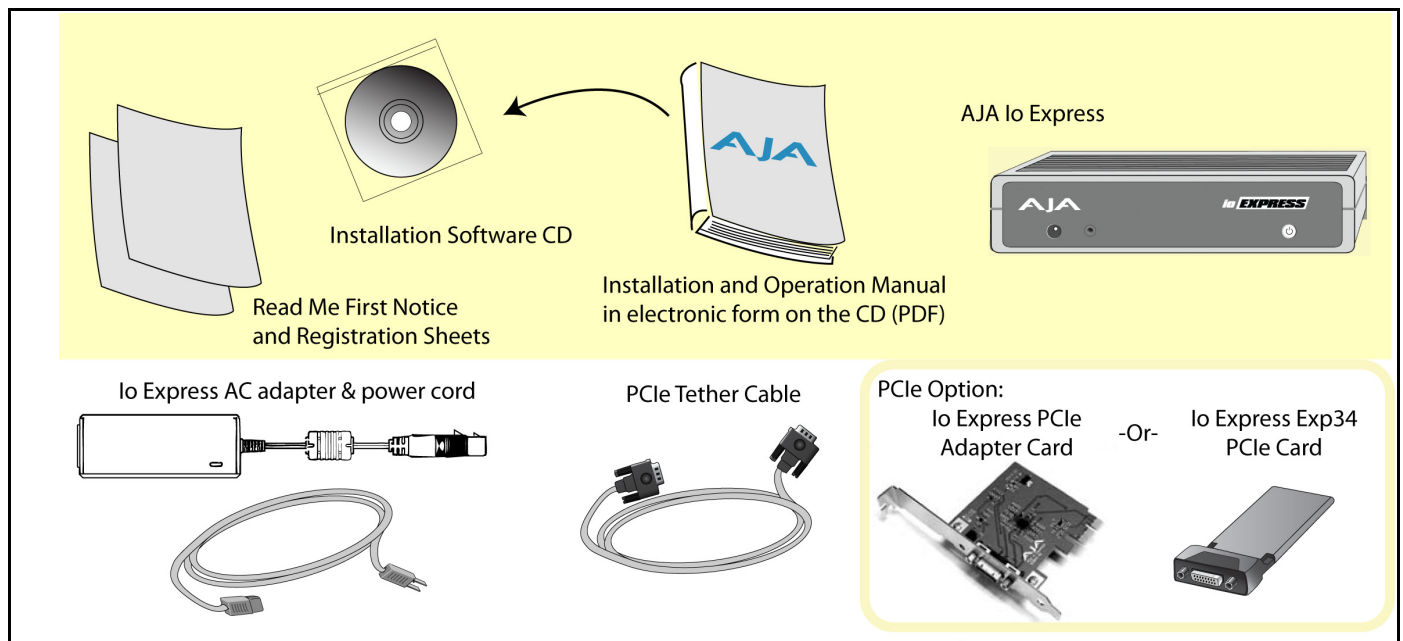 AJA
AJA Io Express
AJA
io EXPRESS
Installation Software CD
Installation and Operation Manual
in electronic form on the CD (PDF)
Read Me First Notice
and Registration Sheets
Io Express AC adapter & power cord
PCIe Tether Cable
PCIe Option:
Io Express PCIe
Adapter Card
-Or-
Io Express Exp34
PCIe Card
AJA